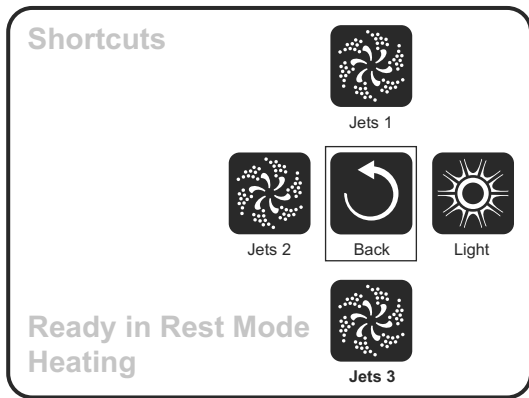 Shortcuts
Jets 1
Jets 2
Back
Light
Ready in Rest Mode
Heating
Jets 3